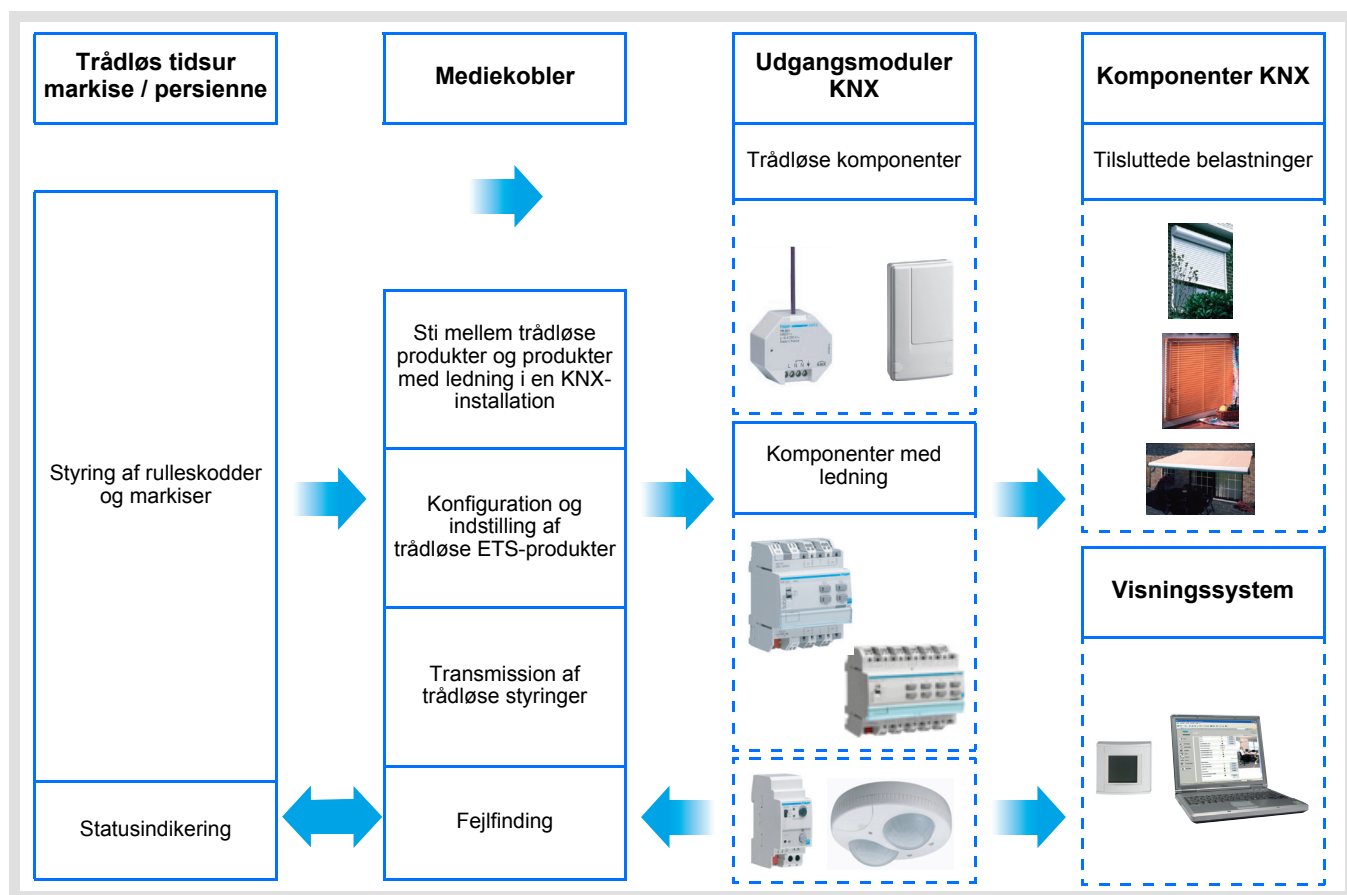 Trådløs tidsur
markise / persienne
Styring af rulleskodder
og markiser
Statusindikering
Mediekobler
Sti mellem trådløse
produkter og produkter
med ledning i en KNX-
installation
Konfiguration og
indstilling af
trådløse ETS-produkter
Transmission af
trådløse styringer
Fejlfinding
Udgangsmoduler
KNX
Trådløse komponenter
Komponenter med
ledning
Komponenter KNX
Tilsluttede belastninger
Visningssystem